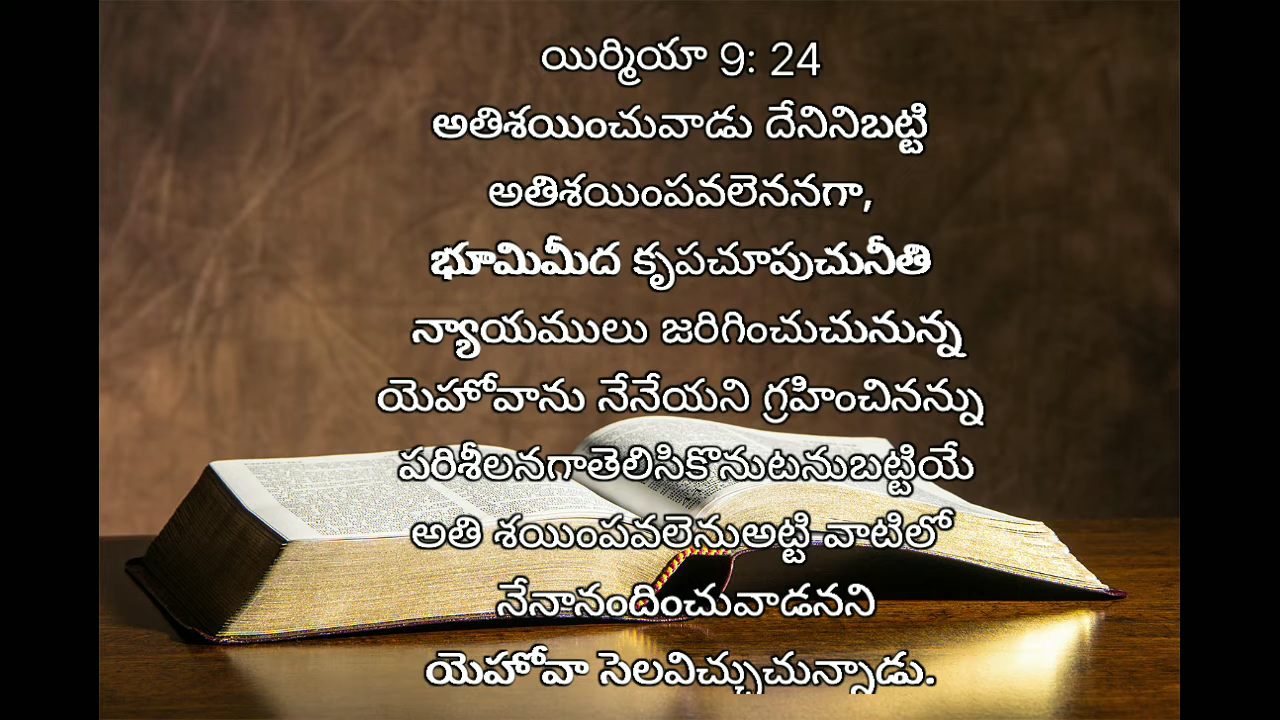 యిర్మియా 9: 24
అతిశయించువాడు దేనినిబట్టి
అతిశయింపవలెననగా,
భూమిమీద కృపచూపుచునీతి
న్యాయములు జరిగించుచునున్న
యెహోవాను నేనేయని గ్రహించినన్ను
పరిశీలనగాతెలిసికొనుటనుబట్టియే
అతి శయింపవలెనుఅట్టి వాటిలో
నేనానందించువాడనని
యెహోవా సెలవిచ్చుచున్నాడు.